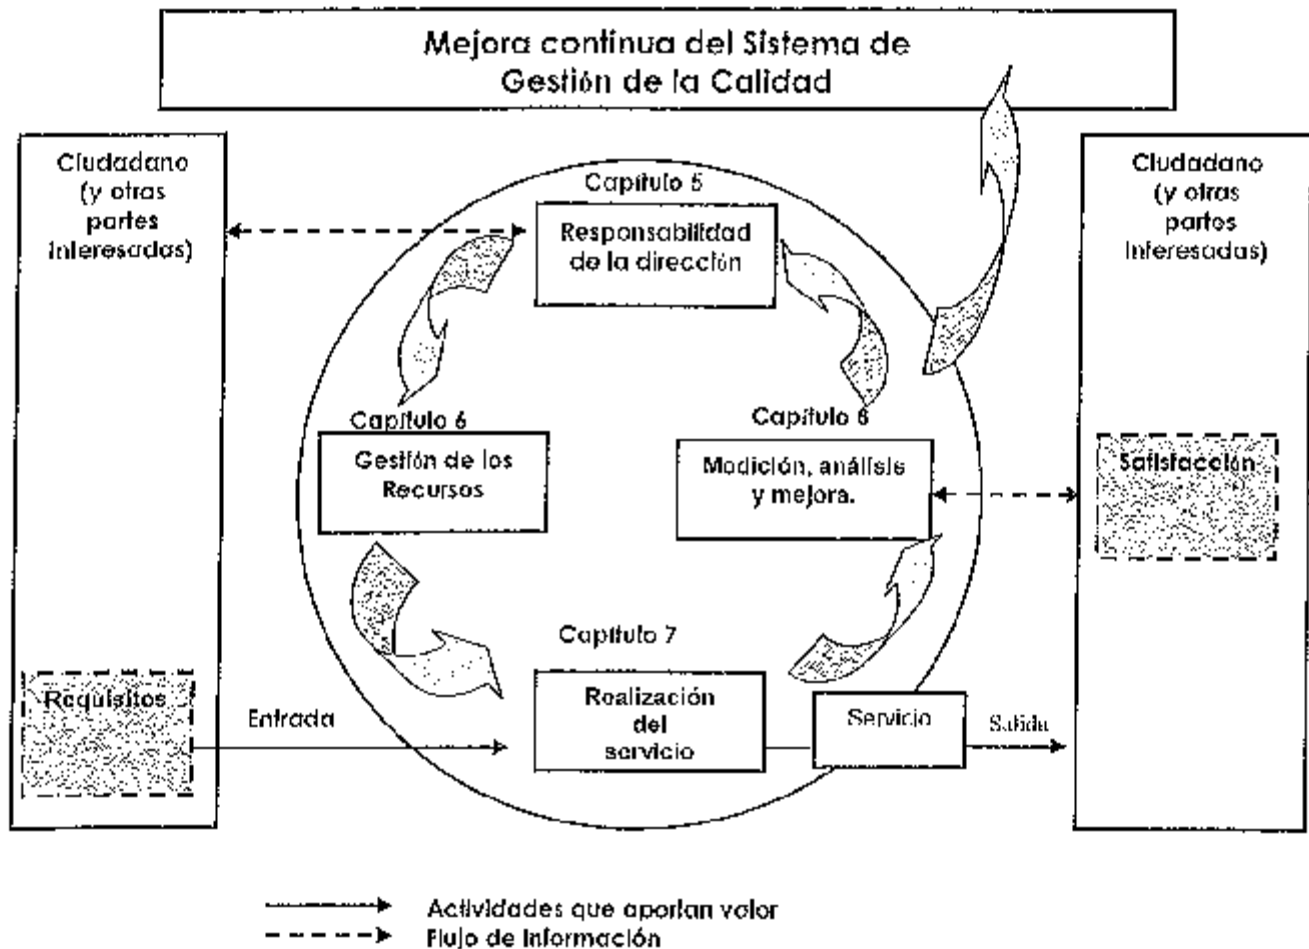 Mejora continua del Sistema de
Gestión de la Calidad
Ciudadano
(y otras
partes
interesadas)
Capítulo 5
Responsabilidad
de la dirección
Ciudadano
(y otras
partes
interesadas)
Capítulo 6
Gestión de los
Recursos
Capítulo 8
Modición, análisis
y mejora.
Satisfacción
Capítulo 7
Requisitos
Entrada
Realización
del
servicio
Servicio
Salida
Actividades que aportan valor
Flujo de información